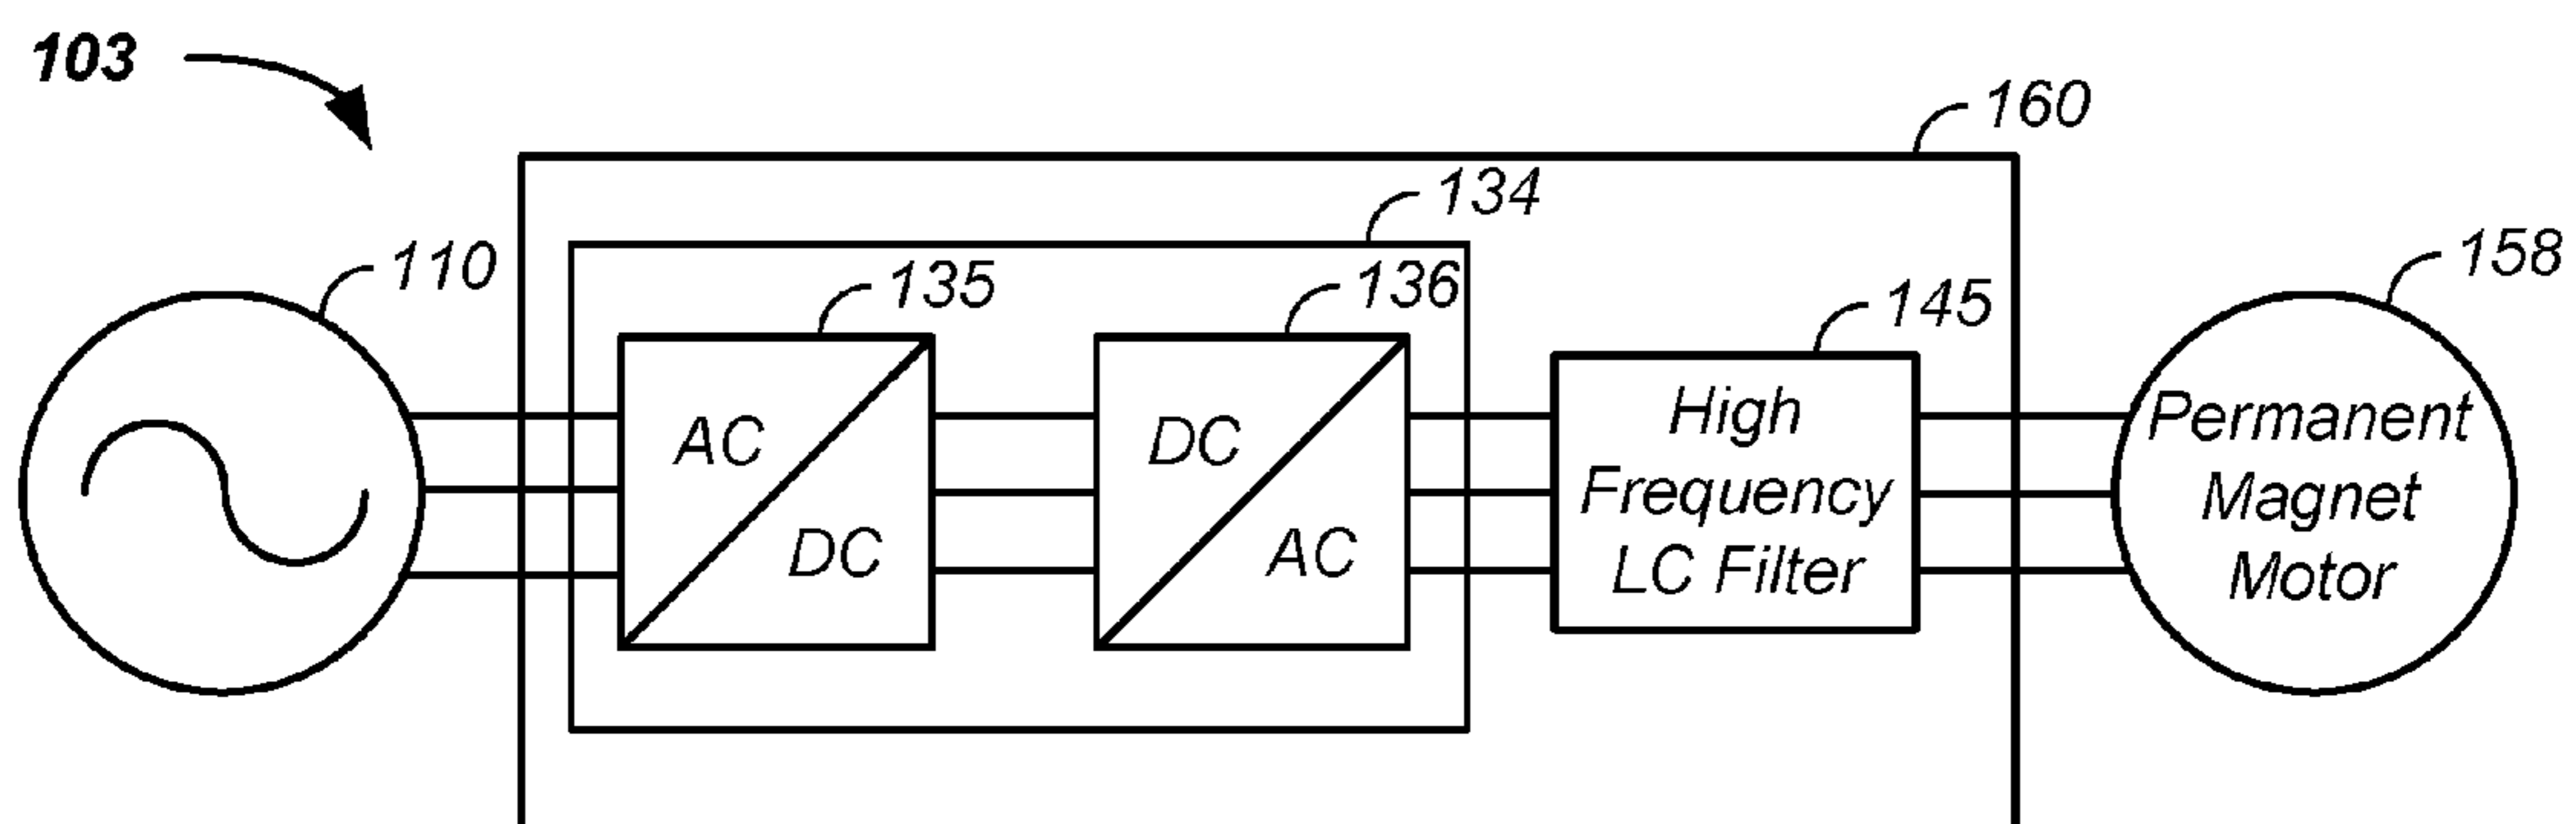 103
160
134
110
135
136
145
158
AC
DC
DC
AC
High
Frequency
LC Filter
Permanent
Magnet
Motor